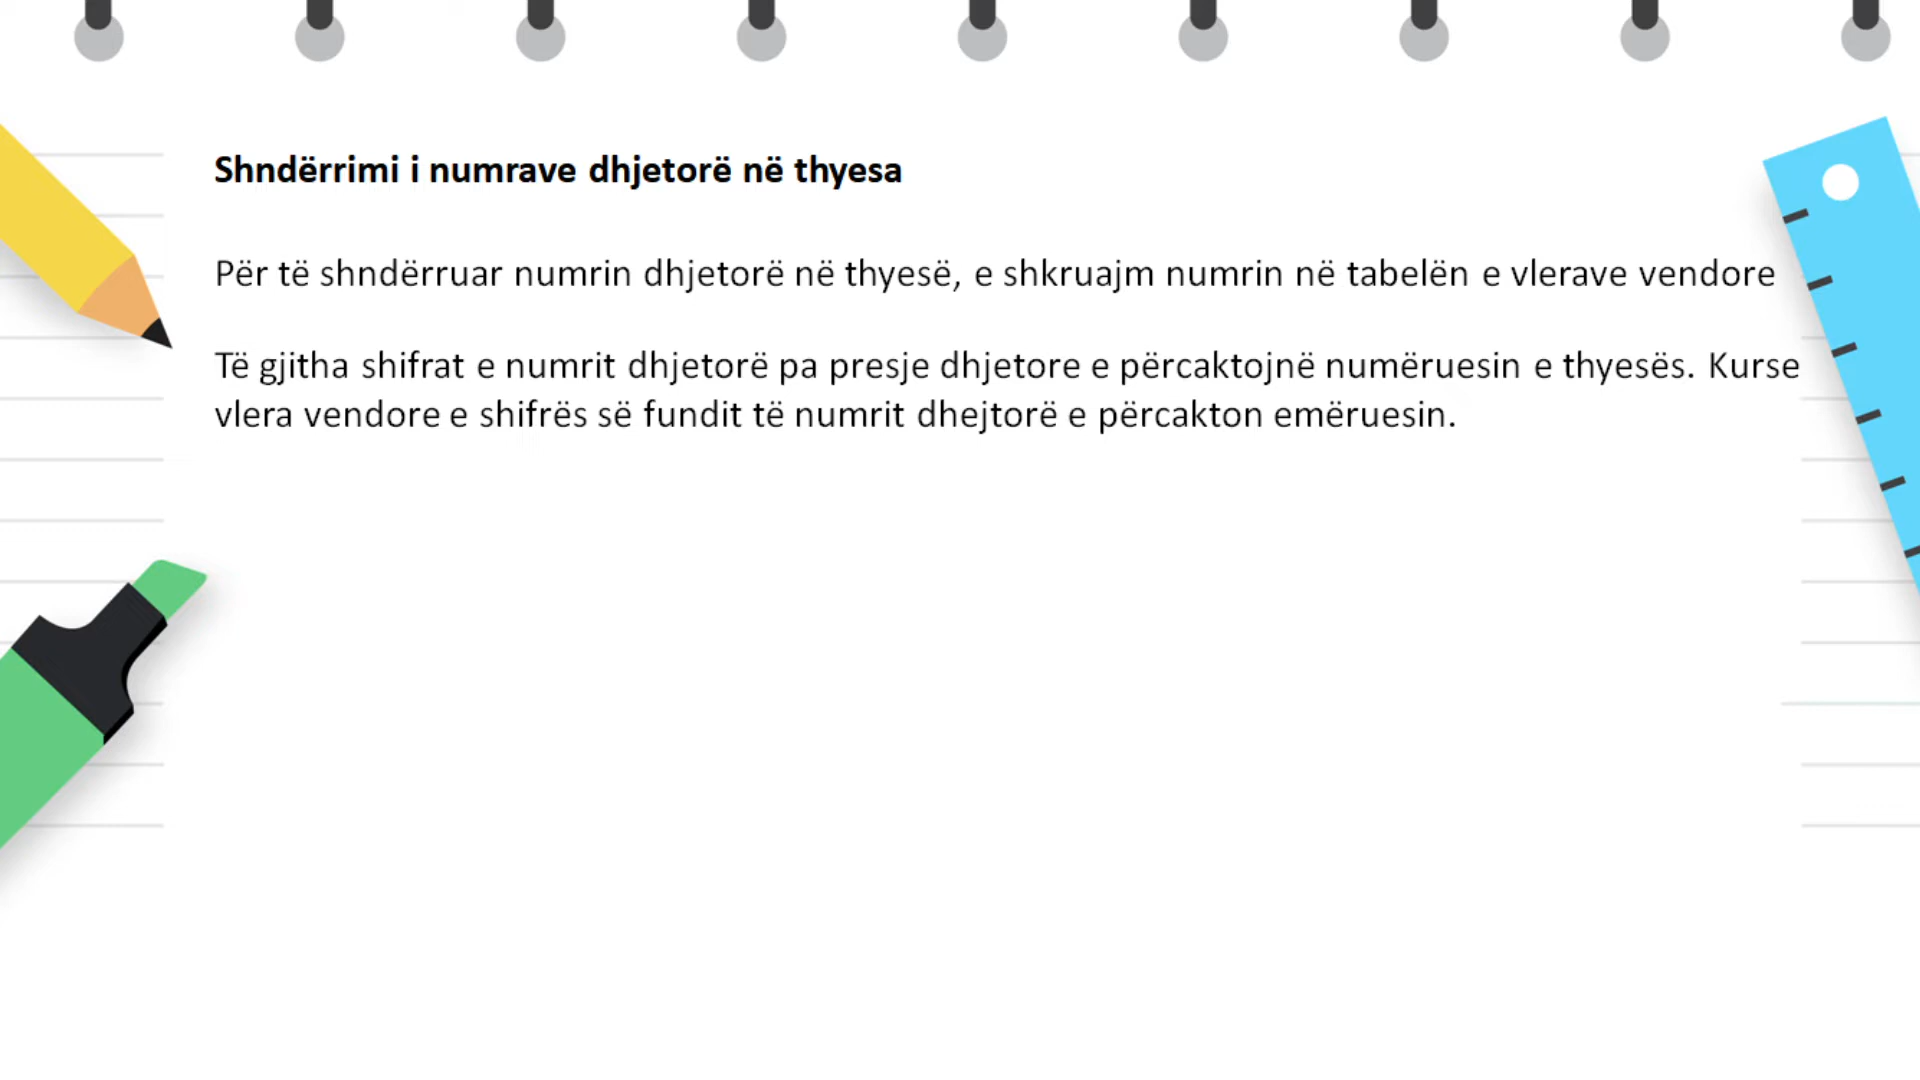 Shndërrimi i numrave dhjetorë në thyesa
Për të shndërruar numrin dhjetorë në thyesë, e shkruajm numrin në tabelën e vlerave vendore
Të gjitha shifrat e numrit dhjetorë pa presje dhjetore e përcaktojnë numëruesin e thyesës. Kurse
vlera vendore e shifrës së fundit të numrit dhejtorë e përcakton emëruesin.